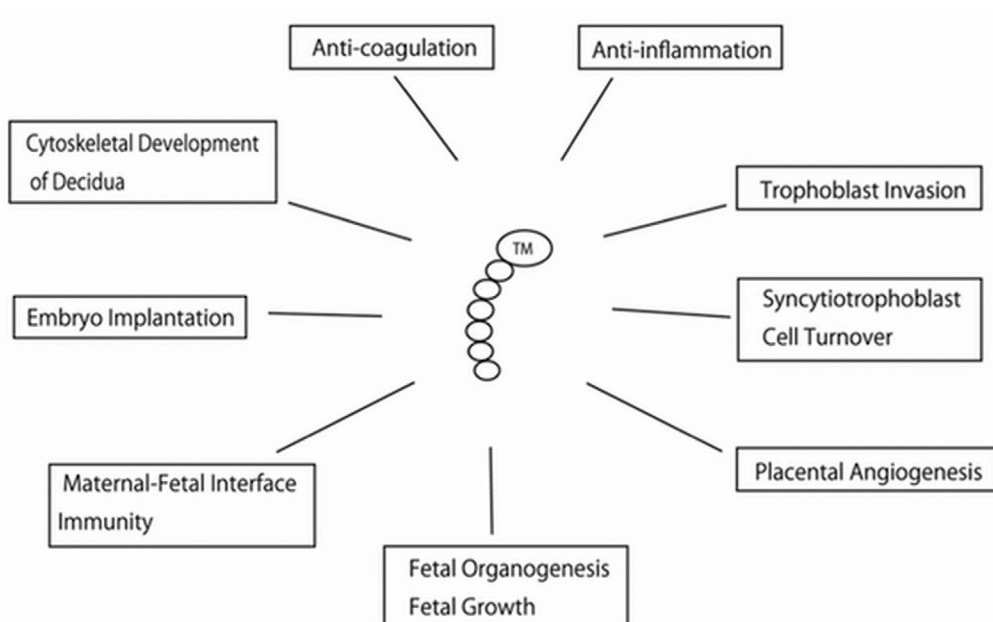 Anti-coagulation
Anti-inflammation
Cytoskeletal Development
of Decidua
Trophoblast Invasion
TM
Embryo Implantation
Syncytiotrophoblast
Cell Turnover
Maternal-Fetal Interface
Immunity
Placental Angiogenesis
Fetal Organogenesis
Fetal Growth